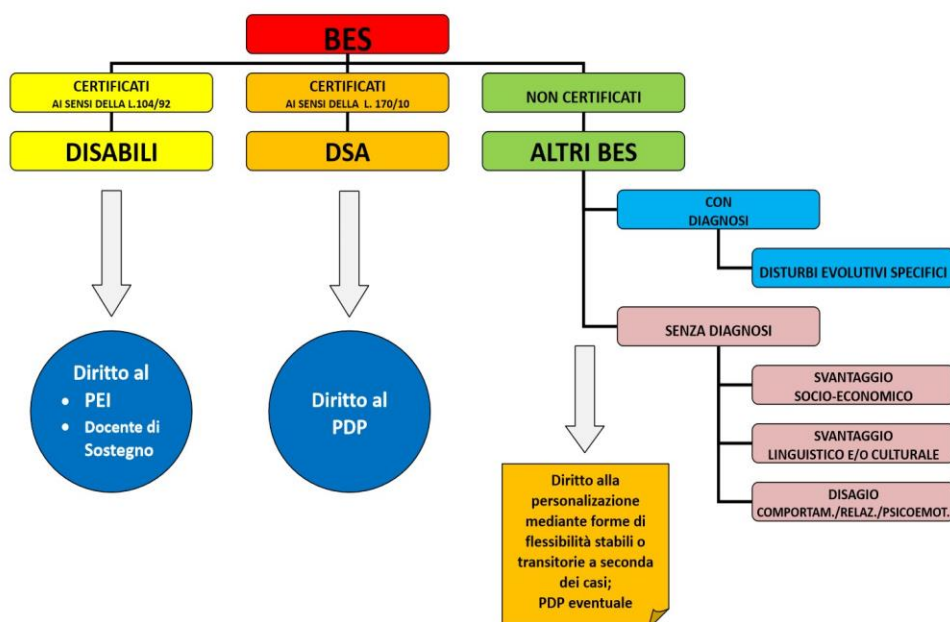 BES
CERTIFICATI
AI SENSI DELLA L.104/92
DISABILI
Diritto al
• PEI
• Docente di
Sostegno
CERTIFICATI
AI SENSI DELLA L. 170/10
DSA
Diritto al
PDP
NON CERTIFICATI
ALTRI BES
CON
DIAGNOSI
DISTURBI EVOLUTIVI SPECIFICI
SENZA DIAGNOSI
SVANTAGGIO
SOCIO-ECONOMICO
SVANTAGGIO
LINGUISTICO E/O CULTURALE
DISAGIO
COMPORTAM./RELAZ./PSICOEMOT.
Diritto alla
personalizzazione
mediante forme di
flessibilità stabili o
transitorie a seconda
dei casi;
PDP eventuale